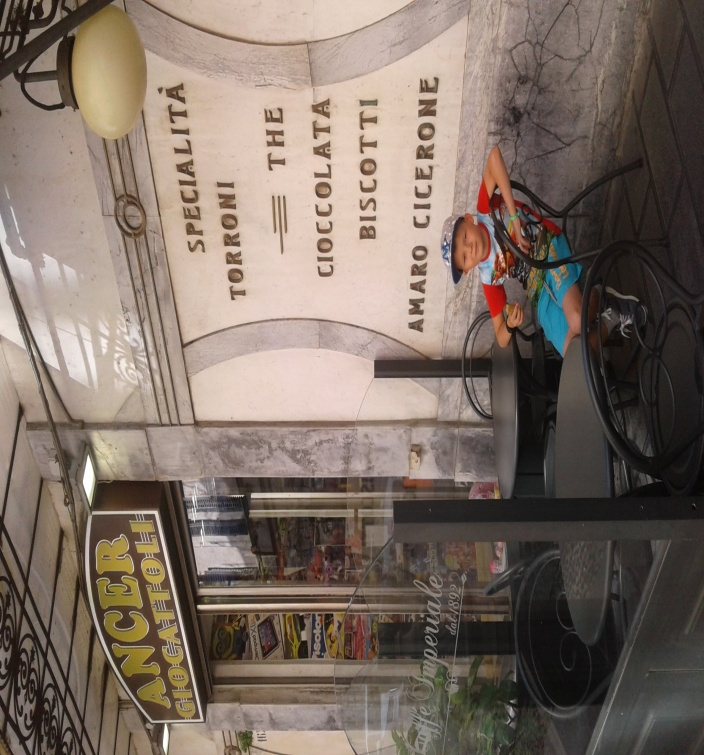 SPECIALITÀ
TORRONI
THE
CIOCCOLATA
BISCOTTI
AMARO CICERONE
ANCER
GIOCATTOLI
Caffè Imperiale
dal 1892